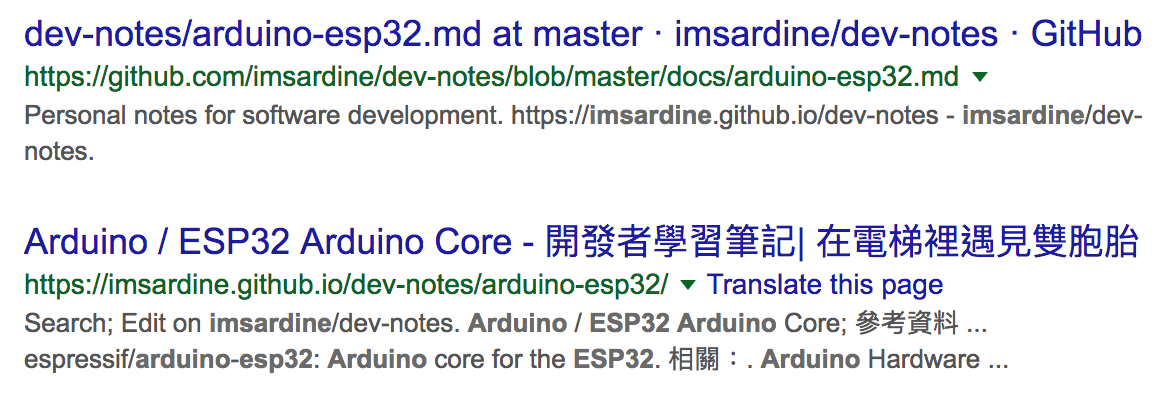 dev-notes/arduino-esp32.md at master · imsardine/dev-notes · GitHub
https://github.com/imsardine/dev-notes/blob/master/docs/arduino-esp32.md
Personal notes for software development. https://imsardine.github.io/dev-notes - imsardine/dev-
notes.
Arduino / ESP32 Arduino Core - 開發者學習筆記| 在電梯裡遇見雙胞胎
https://imsardine.github.io/dev-notes/arduino-esp32/ Translate this page
Search; Edit on imsardine/dev-notes. Arduino / ESP32 Arduino Core; 參考資料 ...
espressif/arduino-esp32: Arduino core for the ESP32. 相關：. Arduino Hardware ...